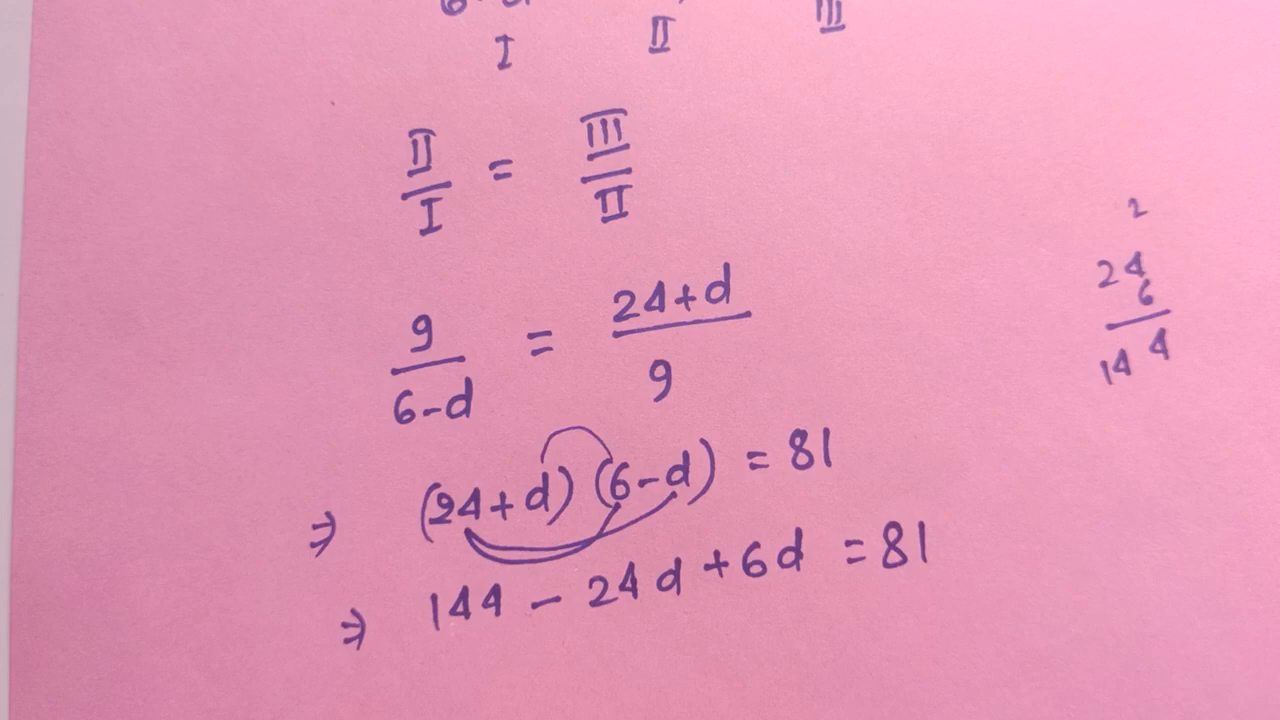 I II III
II/I = III/II
9/(6-d) = (24+d)/9
2
24
6
144
⇒ (24+d)(6-d) = 81
⇒ 144 - 24d + 6d = 81